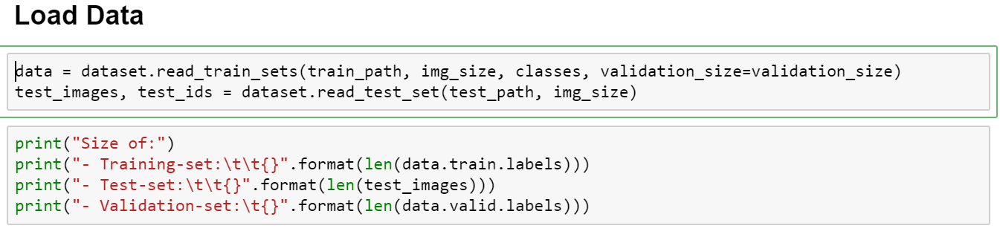 Load Data
data = dataset.read_train_sets(train_path, img_size, classes, validation_size=validation_size)
test_images, test_ids = dataset.read_test_set(test_path, img_size)
print("Size of:")
print("- Training-set:\t\t{}".format(len(data.train.labels)))
print("- Test-set:\t\t{}".format(len(test_images)))
print("- Validation-set:\t{}".format(len(data.valid.labels)))